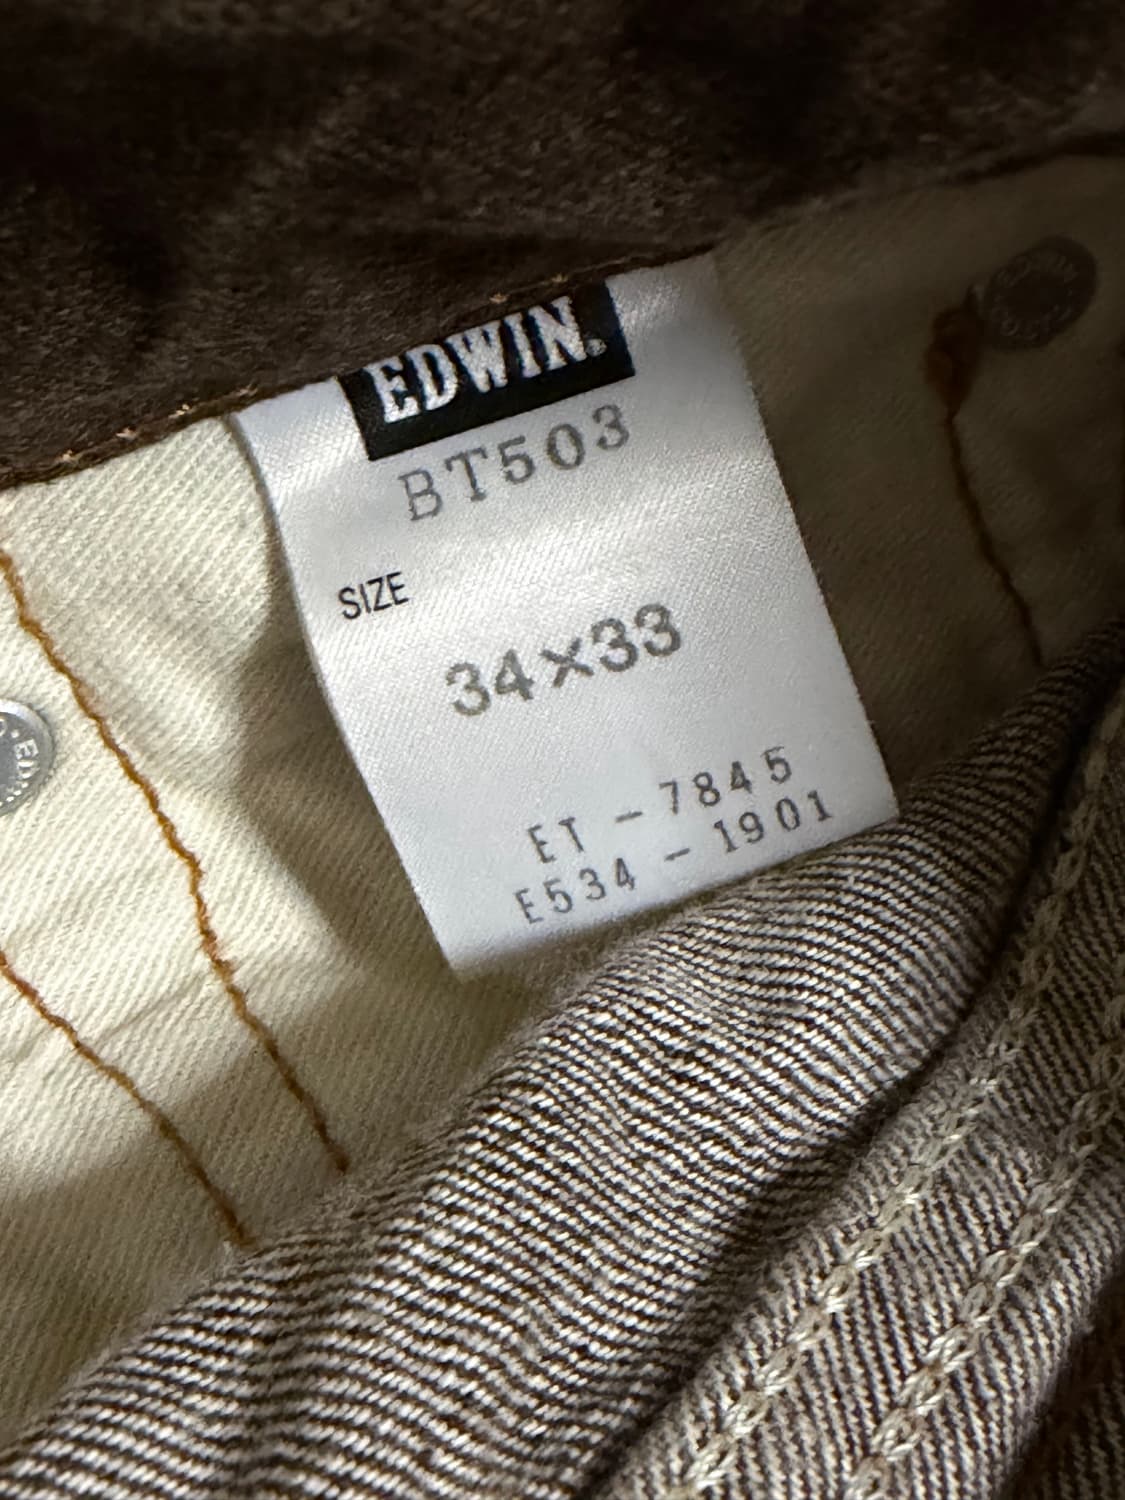 EDWIN.
BT503
SIZE
34×33
ET - 7845
E534 - 1901